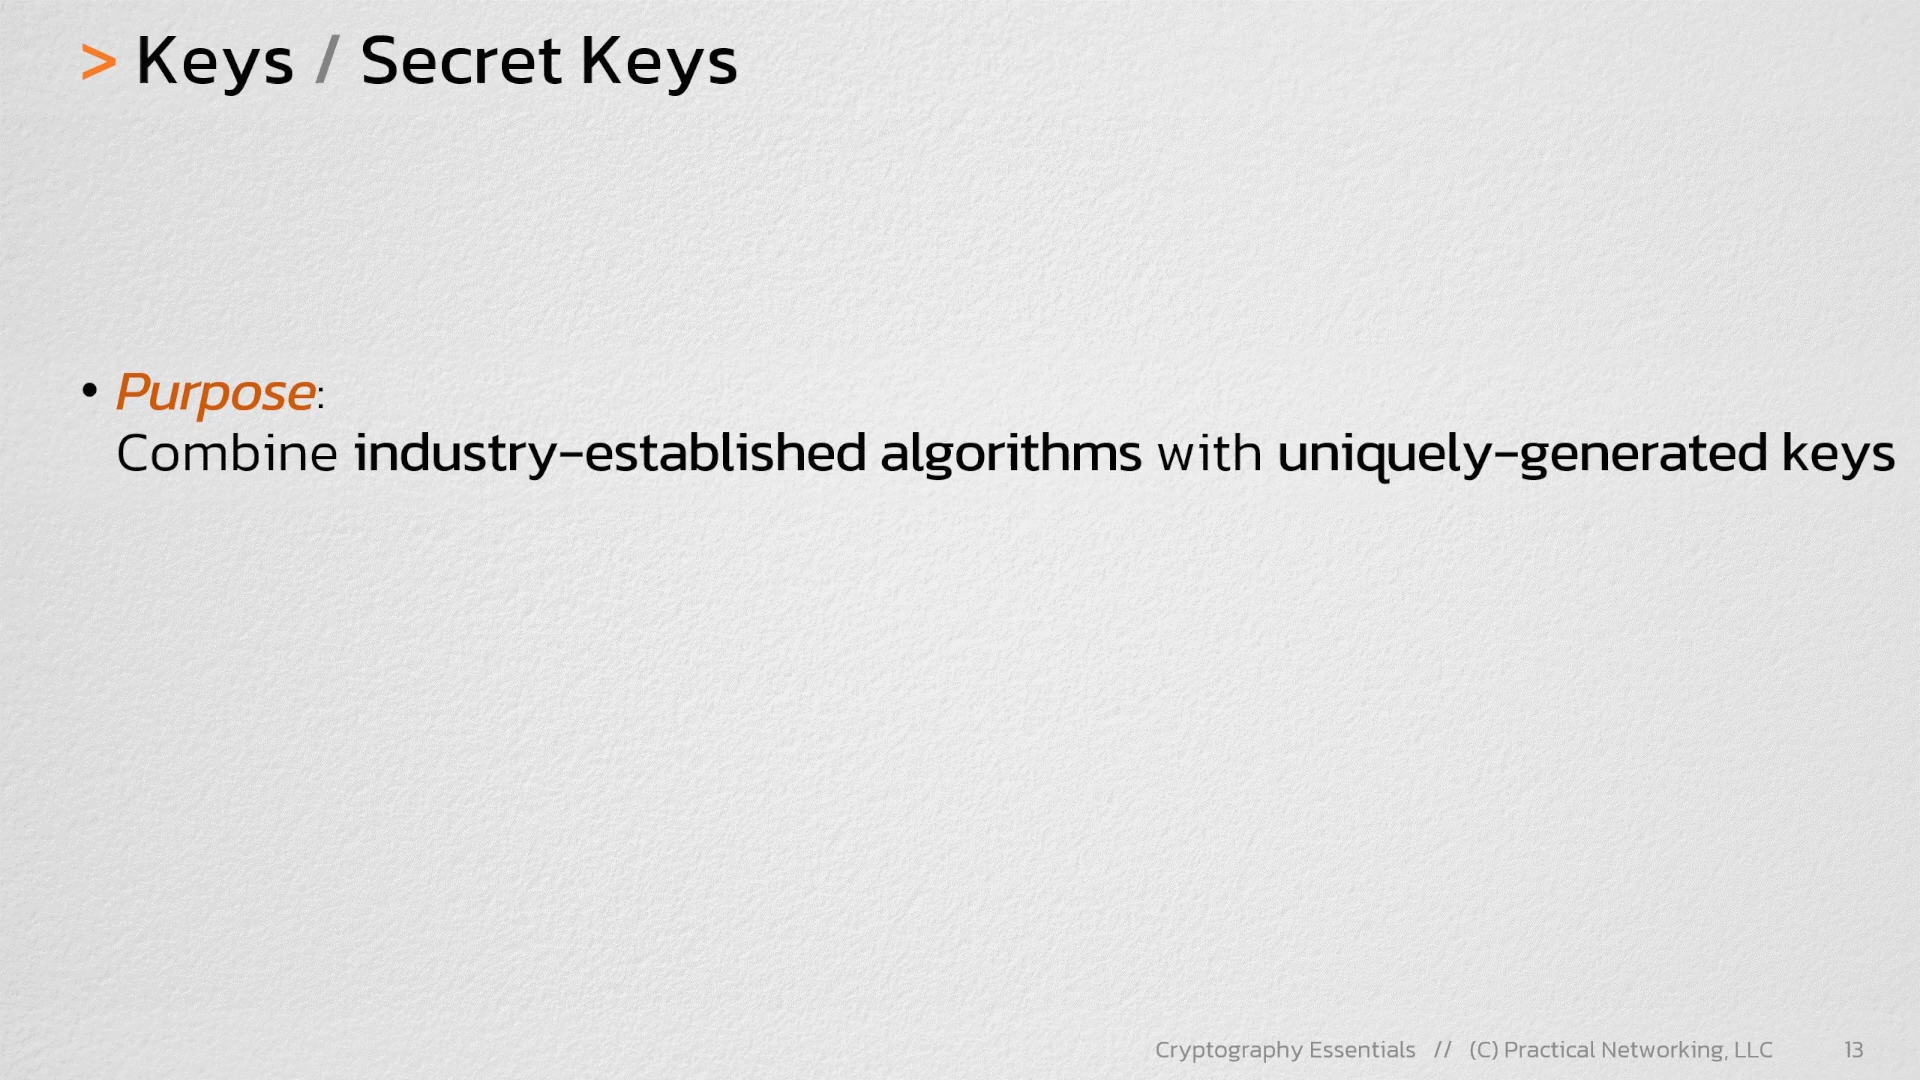 > Keys / Secret Keys
• Purpose:
Combine industry-established algorithms with uniquely-generated keys
Cryptography Essentials // (C) Practical Networking, LLC 13